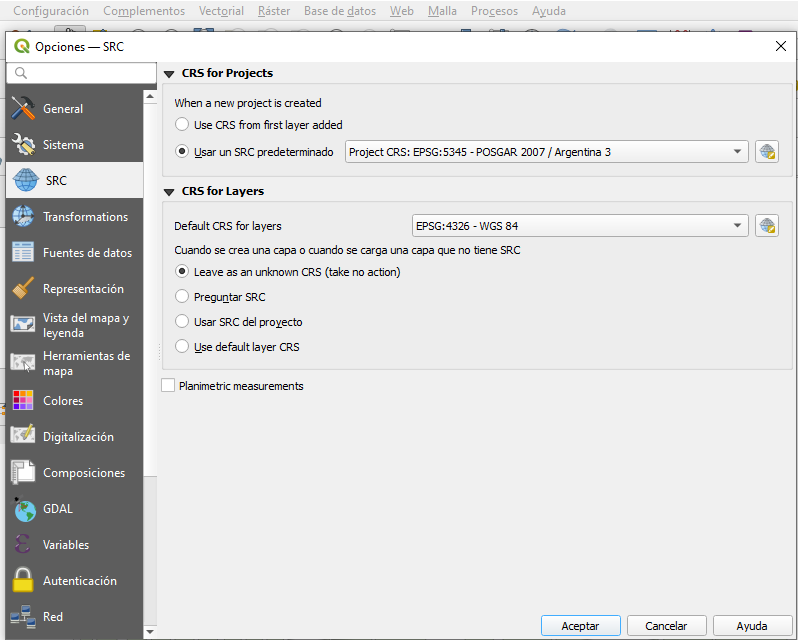 Configuración Complementos Vectorial Ráster Base de datos Web Malla Procesos Ayuda
Opciones — SRC
General
Sistema
SRC
Transformations
Fuentes de datos
Representación
Vista del mapa y
leyenda
Herramientas de
mapa
Colores
Digitalización
Composiciones
GDAL
Variables
Autenticación
Red
CRS for Projects
When a new project is created
Use CRS from first layer added
Usar un SRC predeterminado Project CRS: EPSG:5345 - POSGAR 2007 / Argentina 3
CRS for Layers
Default CRS for layers EPSG:4326 - WGS 84
Cuando se crea una capa o cuando se carga una capa que no tiene SRC
Leave as an unknown CRS (take no action)
Preguntar SRC
Usar SRC del proyecto
Use default layer CRS
Planimetric measurements
Aceptar Cancelar Ayuda